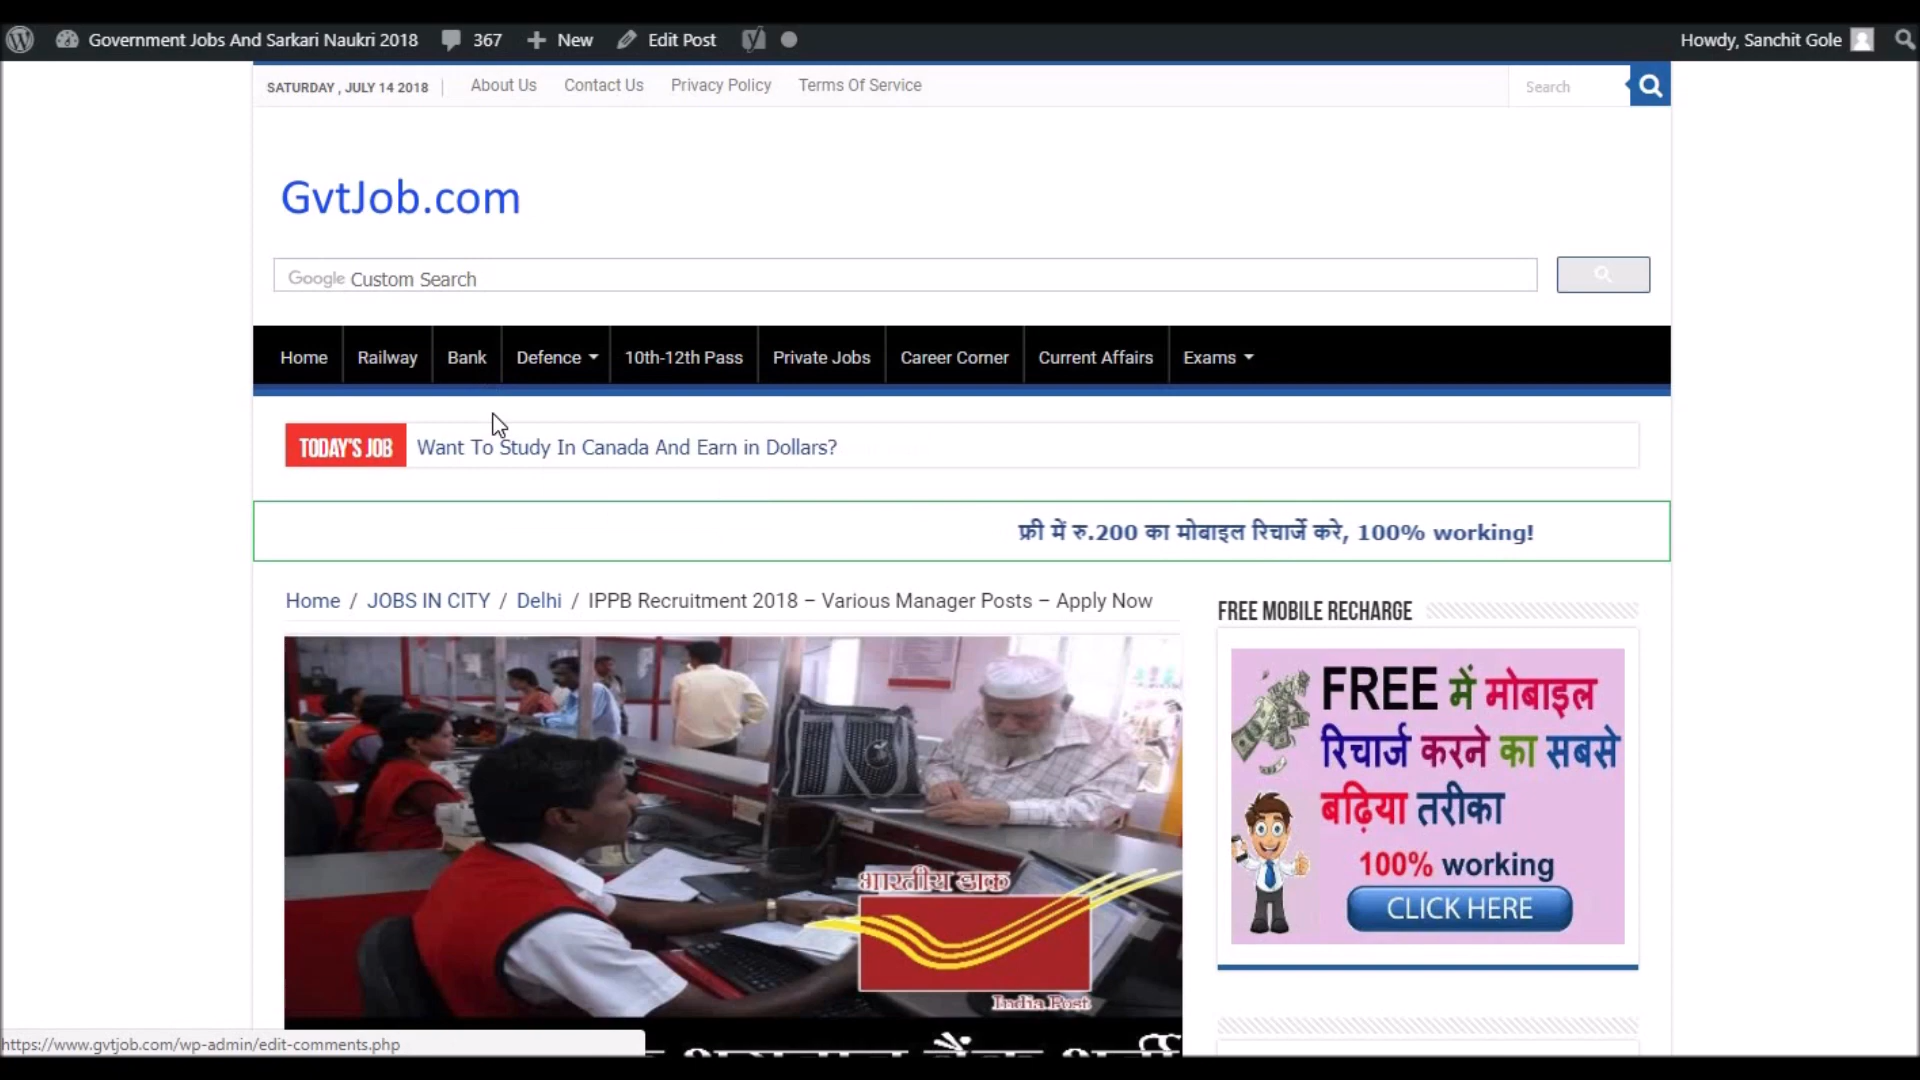 Government Jobs And Sarkari Naukri 2018 367 New Edit Post Howdy, Sanchit Gole
SATURDAY , JULY 14 2018 About Us Contact Us Privacy Policy Terms Of Service Search
GvtJob.com
Google Custom Search
Home Railway Bank Defence 10th-12th Pass Private Jobs Career Corner Current Affairs Exams
TODAY'S JOB Want To Study In Canada And Earn in Dollars?
फ्री में रु.200 का मोबाइल रिचार्जे करे, 100% working!
Home / JOBS IN CITY / Delhi / IPPB Recruitment 2018 – Various Manager Posts – Apply Now
FREE MOBILE RECHARGE
FREE में मोबाइल
रिचार्ज करने का सबसे
बढ़िया तरीका
100% working
CLICK HERE
भारतीय डाक
India Post
https://www.gvtjob.com/wp-admin/edit-comments.php